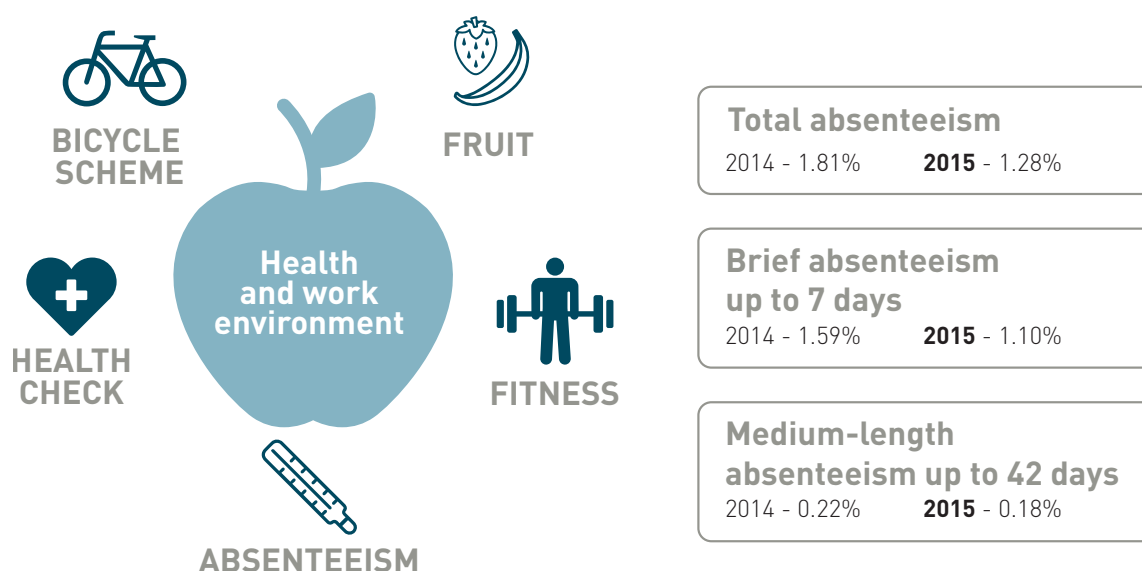 BICYCLE
SCHEME
FRUIT
Health
and work
environment
HEALTH
CHECK
FITNESS
ABSENTEEISM
Total absenteeism
2014 - 1.81% 2015 - 1.28%
Brief absenteeism
up to 7 days
2014 - 1.59% 2015 - 1.10%
Medium-length
absenteeism up to 42 days
2014 - 0.22% 2015 - 0.18%